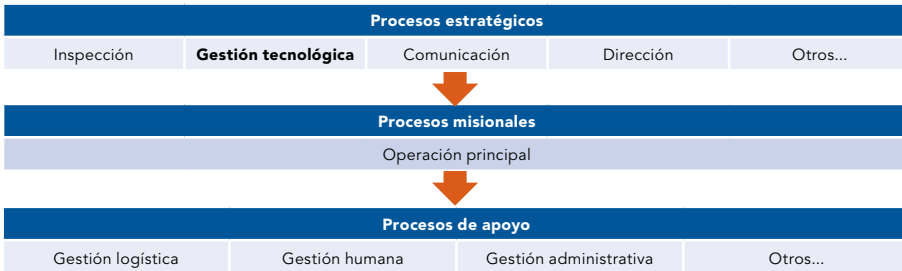 Procesos estratégicos
Inspección Gestión tecnológica Comunicación Dirección Otros...
Procesos misionales
Operación principal
Procesos de apoyo
Gestión logística Gestión humana Gestión administrativa Otros...